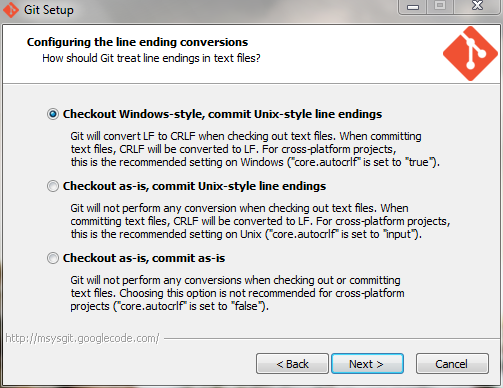 Git Setup
Configuring the line ending conversions
How should Git treat line endings in text files?
Checkout Windows-style, commit Unix-style line endings
Git will convert LF to CRLF when checking out text files. When committing
text files, CRLF will be converted to LF. For cross-platform projects,
this is the recommended setting on Windows ("core.autocrlf" is set to "true").
Checkout as-is, commit Unix-style line endings
Git will not perform any conversion when checking out text files. When
committing text files, CRLF will be converted to LF. For cross-platform projects,
this is the recommended setting on Unix ("core.autocrlf" is set to "input").
Checkout as-is, commit as-is
Git will not perform any conversions when checking out or committing
text files. Choosing this option is not recommended for cross-platform
projects ("core.autocrlf" is set to "false").
http://msysgit.googlecode.com/
< Back Next > Cancel